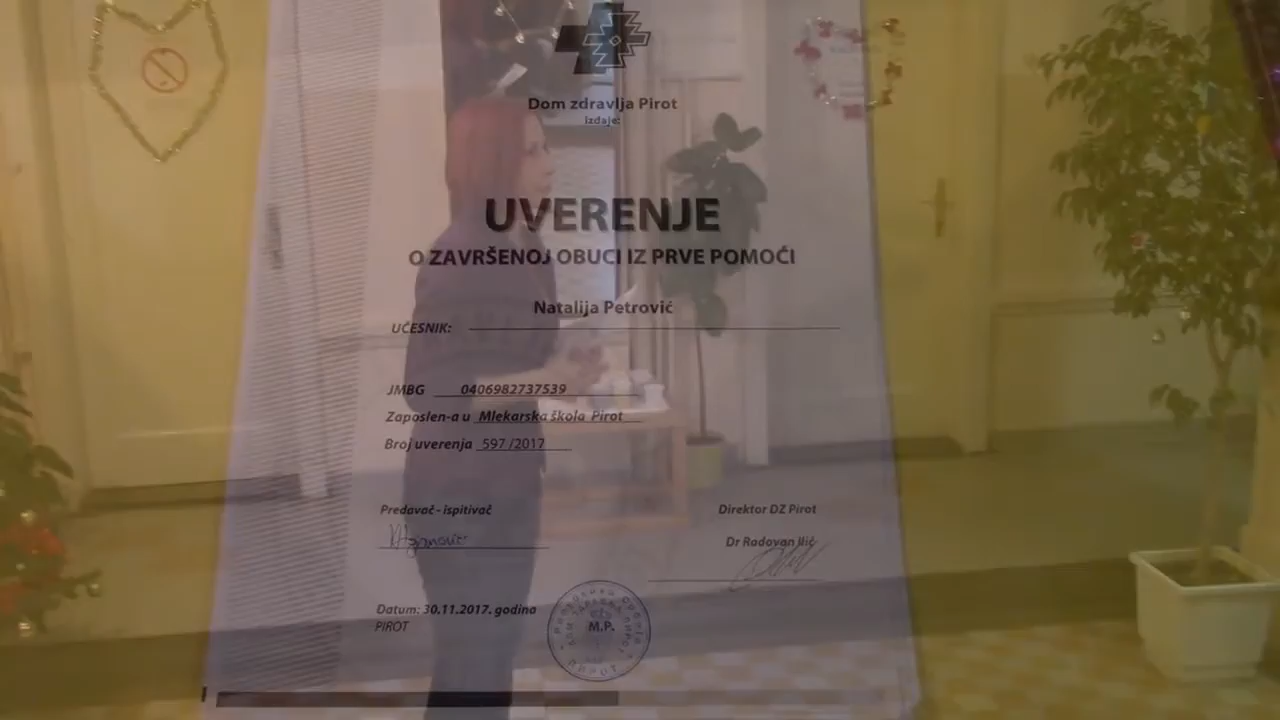 Dom zdravlja Pirot
izdaje:
UVERENJE
O ZAVRŠENOJ OBUCI IZ PRVE POMOĆI
Natalija Petrović
UČESNIK:
JMBG 0406982737539
Zaposlen-a u Mlekarska škola Pirot
Broj uverenja 597 /2017
Predavač - ispitivač
Direktor DZ Pirot
Dr Radovan Ilić
Datum: 30.11.2017. godina
PIROT
M.P.